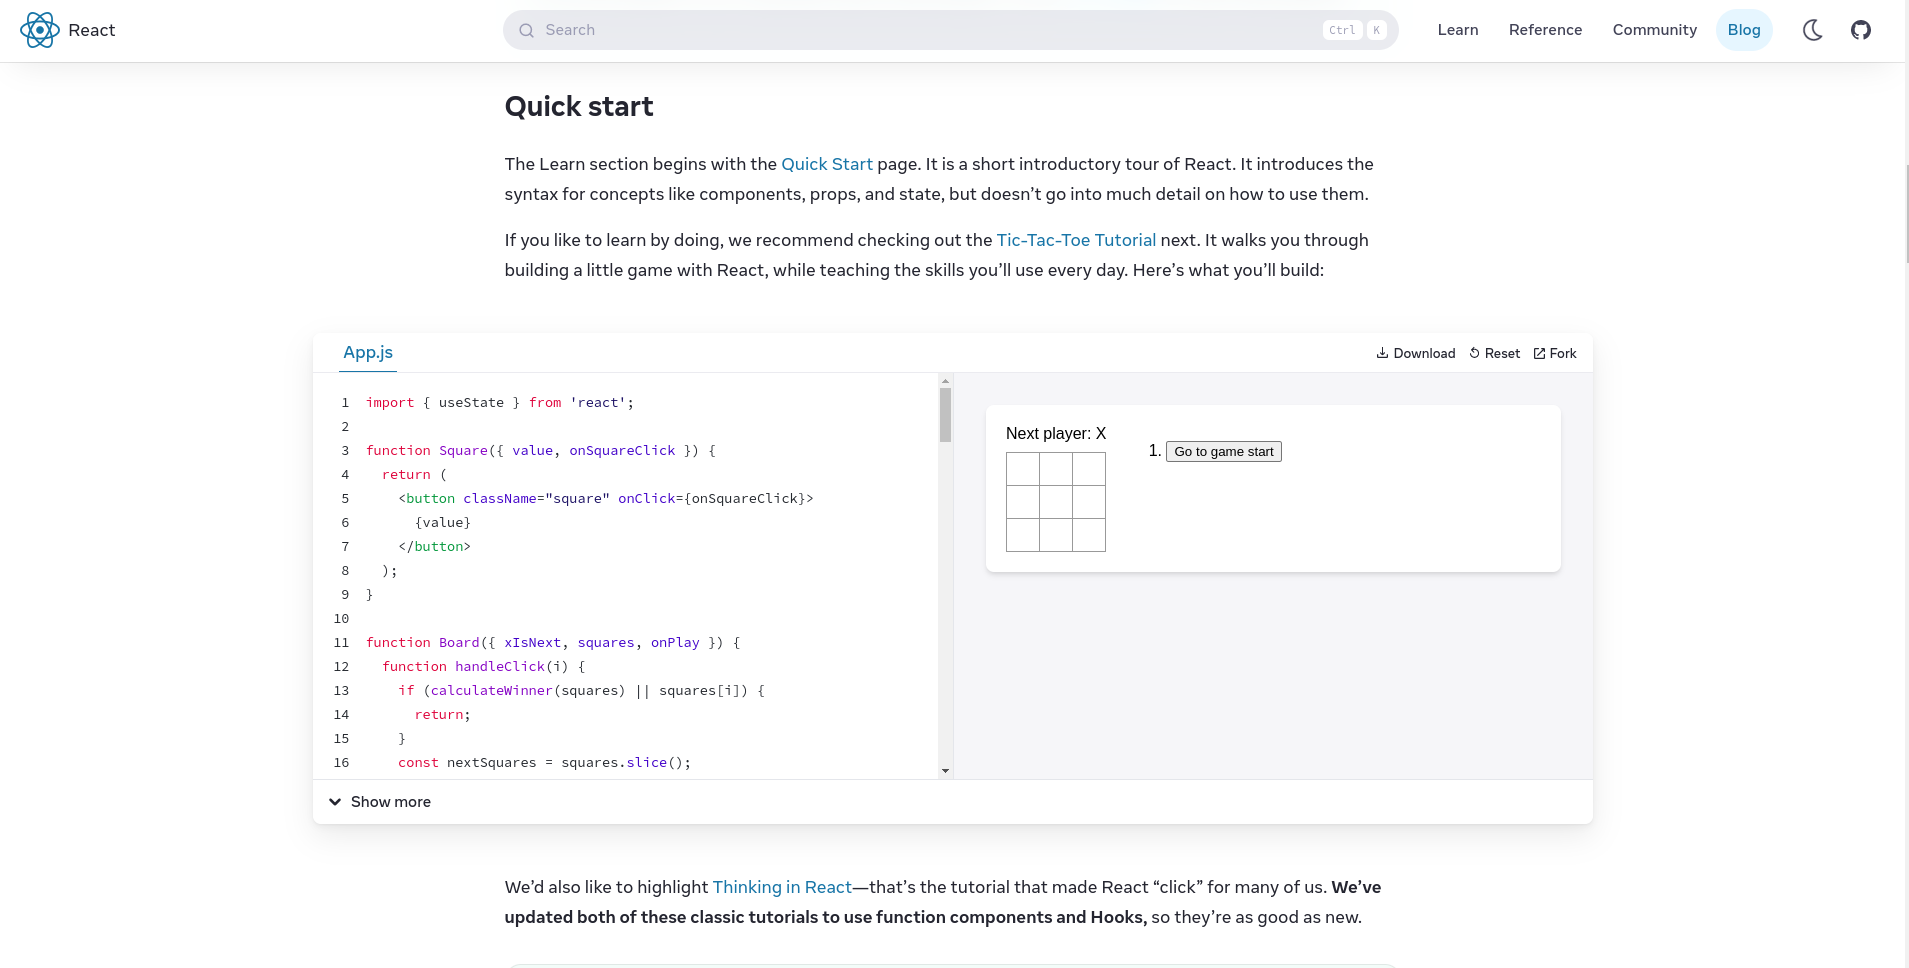 React
Search
Ctrl K
Learn
Reference
Community
Blog
Quick start
The Learn section begins with the Quick Start page. It is a short introductory tour of React. It introduces the
syntax for concepts like components, props, and state, but doesn’t go into much detail on how to use them.
If you like to learn by doing, we recommend checking out the Tic-Tac-Toe Tutorial next. It walks you through
building a little game with React, while teaching the skills you’ll use every day. Here’s what you’ll build:
App.js
Download
Reset
Fork
1 import { useState } from 'react';
2
3 function Square({ value, onSquareClick }) {
4   return (
5     <button className="square" onClick={onSquareClick}>
6       {value}
7     </button>
8   );
9 }
10
11 function Board({ xIsNext, squares, onPlay }) {
12   function handleClick(i) {
13     if (calculateWinner(squares) || squares[i]) {
14       return;
15     }
16     const nextSquares = squares.slice();
Next player: X
1. Go to game start
Show more
We’d also like to highlight Thinking in React—that’s the tutorial that made React “click” for many of us. We’ve
updated both of these classic tutorials to use function components and Hooks, so they’re as good as new.